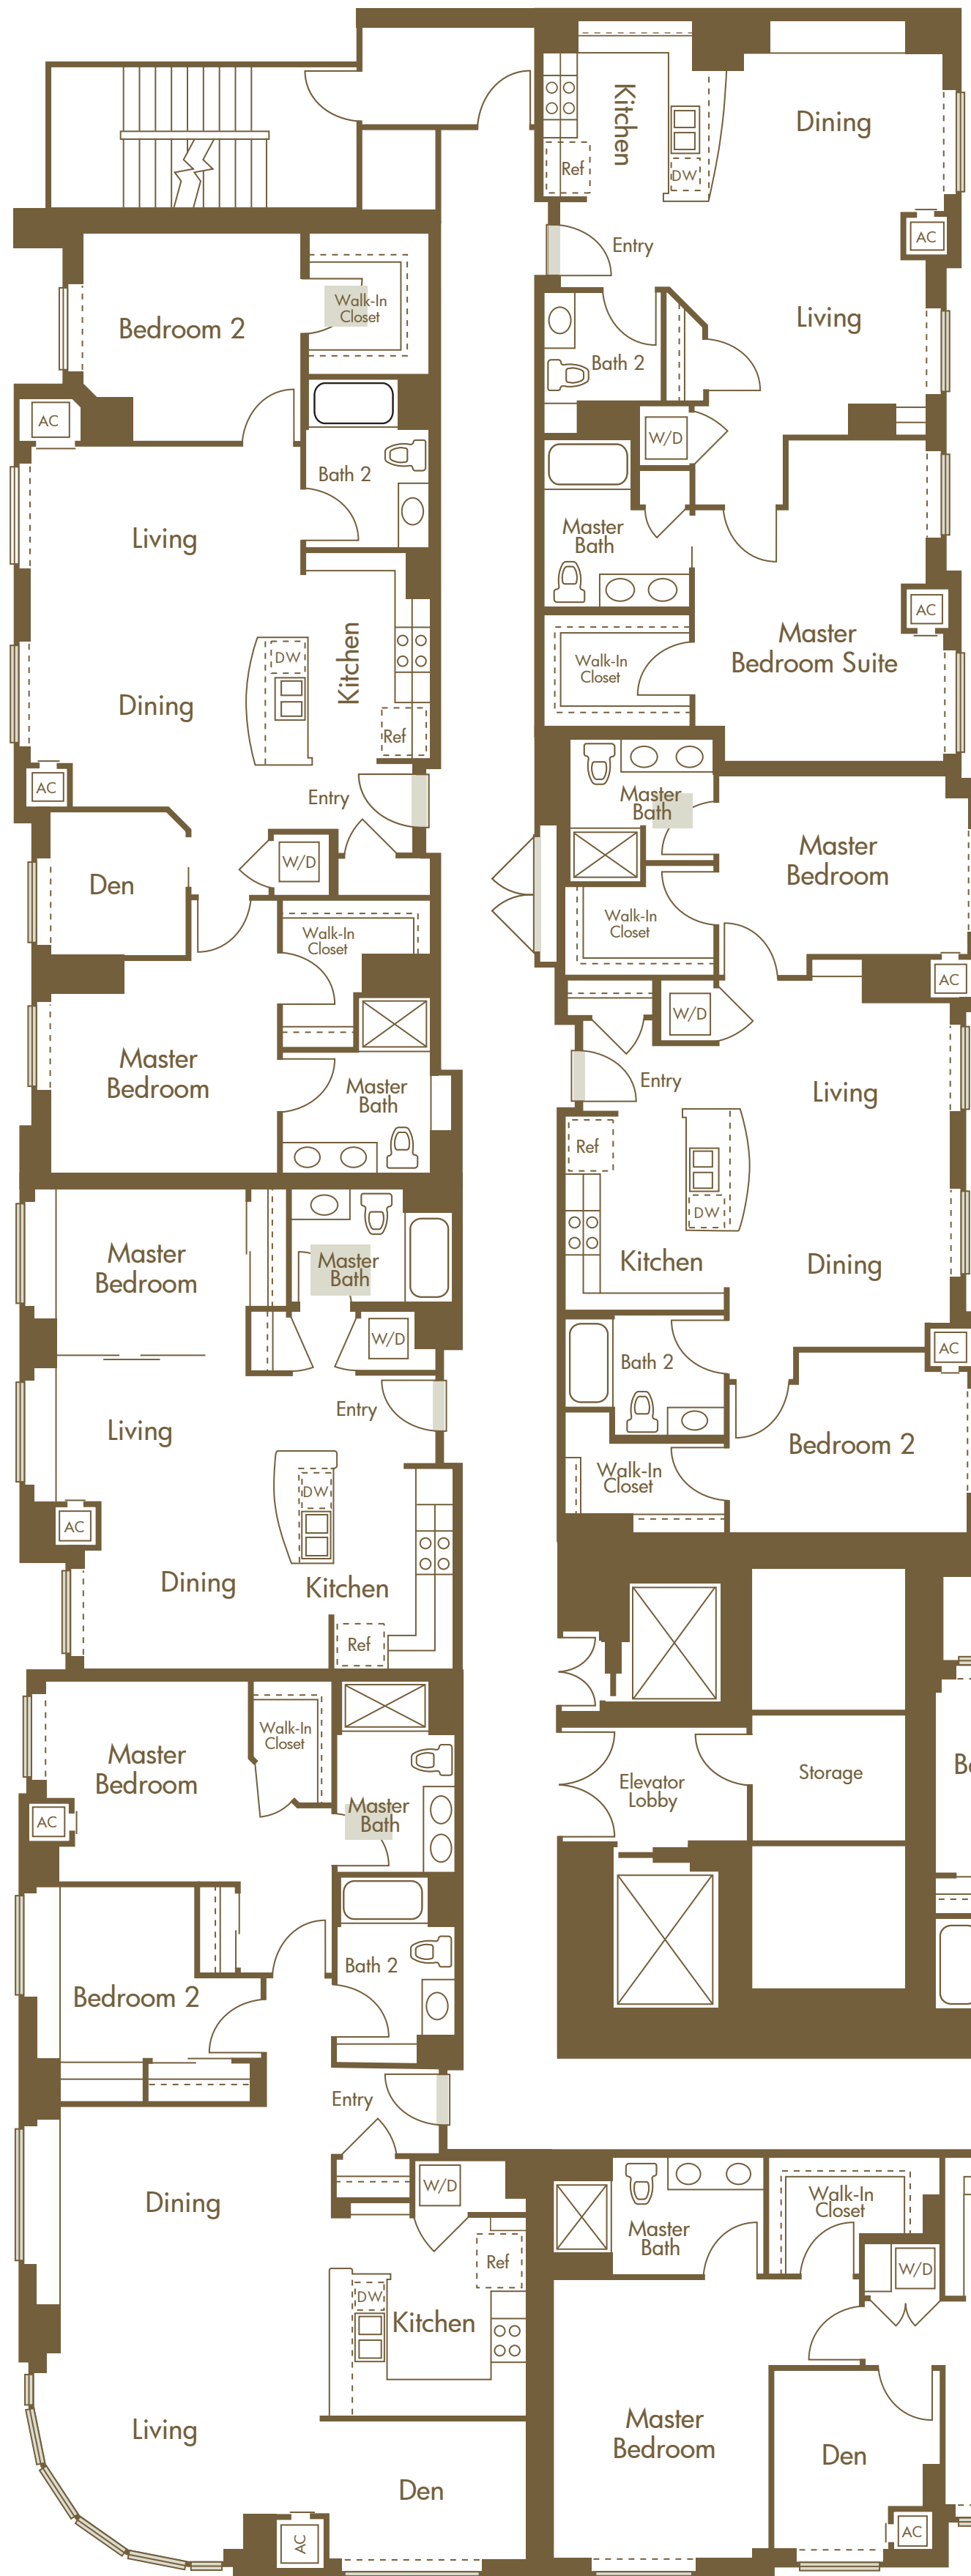 Kitchen
Dining
Ref
DW
AC
Entry
Living
Bath 2
W/D
Master
Bath
Walk-In
Closet
Master
Bedroom Suite
AC
Bedroom 2
Walk-In
Closet
AC
Bath 2
Living
Dining
DW
Kitchen
Ref
AC
Entry
Den
W/D
Walk-In
Closet
Master
Bedroom
Master
Bath
Master
Bath
Master
Bedroom
Walk-In
Closet
AC
W/D
Entry
Living
Ref
DW
Kitchen
Dining
AC
Bath 2
Bedroom 2
Walk-In
Closet
Master
Bedroom
Master
Bath
W/D
Living
Entry
DW
AC
Dining
Kitchen
Ref
Elevator
Lobby
Storage
Be
Master
Bedroom
Walk-In
Closet
Master
Bath
AC
Bath 2
Bedroom 2
Entry
W/D
Dining
Ref
DW
Kitchen
Living
Den
AC
Master
Bath
Walk-In
Closet
W/D
Master
Bedroom
Den
AC